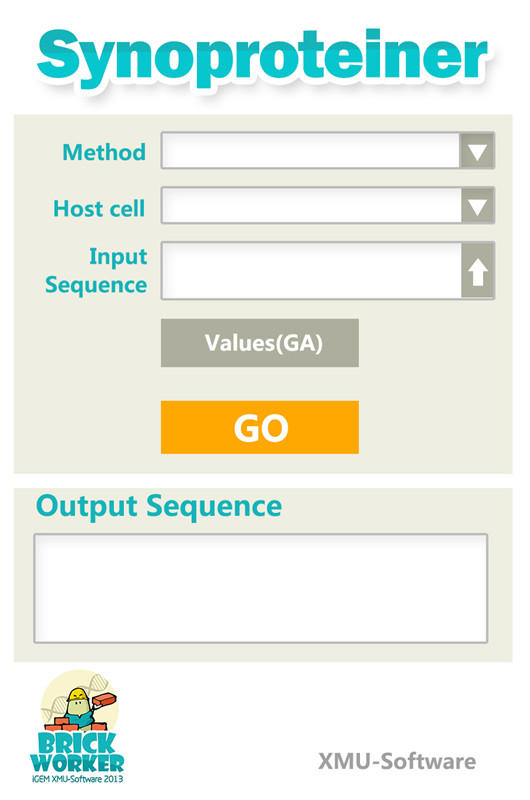 Synoproteiner
Method
Host cell
Input
Sequence
Values(GA)
GO
Output Sequence
BRICK
WORKER
iGEM XMU-Software 2013
XMU-Software